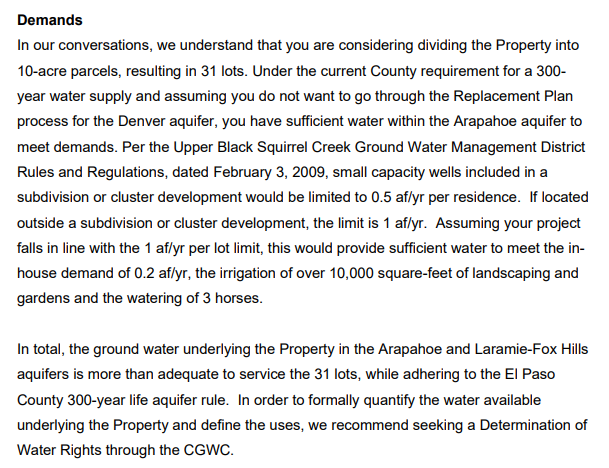 Demands
In our conversations, we understand that you are considering dividing the Property into
10-acre parcels, resulting in 31 lots. Under the current County requirement for a 300-
year water supply and assuming you do not want to go through the Replacement Plan
process for the Denver aquifer, you have sufficient water within the Arapahoe aquifer to
meet demands. Per the Upper Black Squirrel Creek Ground Water Management District
Rules and Regulations, dated February 3, 2009, small capacity wells included in a
subdivision or cluster development would be limited to 0.5 af/yr per residence.  If located
outside a subdivision or cluster development, the limit is 1 af/yr.  Assuming your project
falls in line with the 1 af/yr per lot limit, this would provide sufficient water to meet the in-
house demand of 0.2 af/yr, the irrigation of over 10,000 square-feet of landscaping and
gardens and the watering of 3 horses.

In total, the ground water underlying the Property in the Arapahoe and Laramie-Fox Hills
aquifers is more than adequate to service the 31 lots, while adhering to the El Paso
County 300-year life aquifer rule.  In order to formally quantify the water available
underlying the Property and define the uses, we recommend seeking a Determination of
Water Rights through the CGWC.